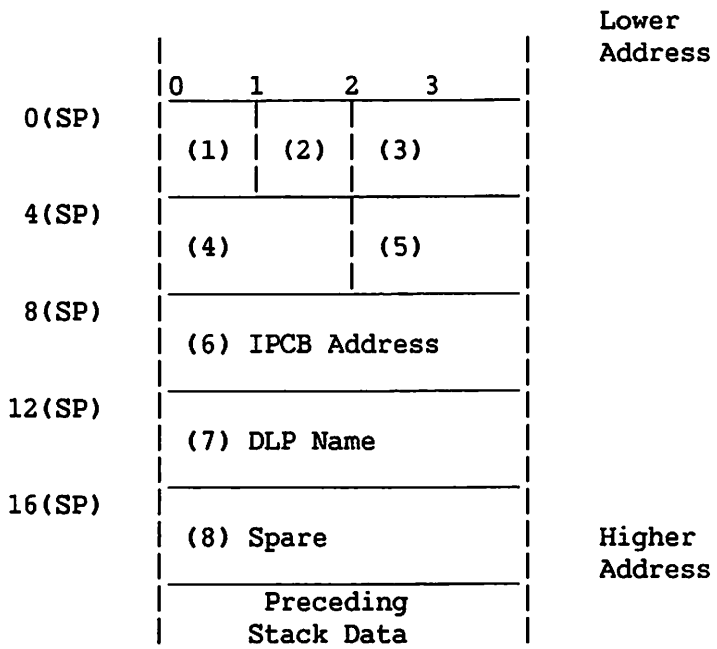 Lower
Address
0 1 2 3
0(SP)
(1) (2) (3)
4(SP)
(4) (5)
8(SP)
(6) IPCB Address
12(SP)
(7) DLP Name
16(SP)
(8) Spare
Higher
Address
Preceding
Stack Data